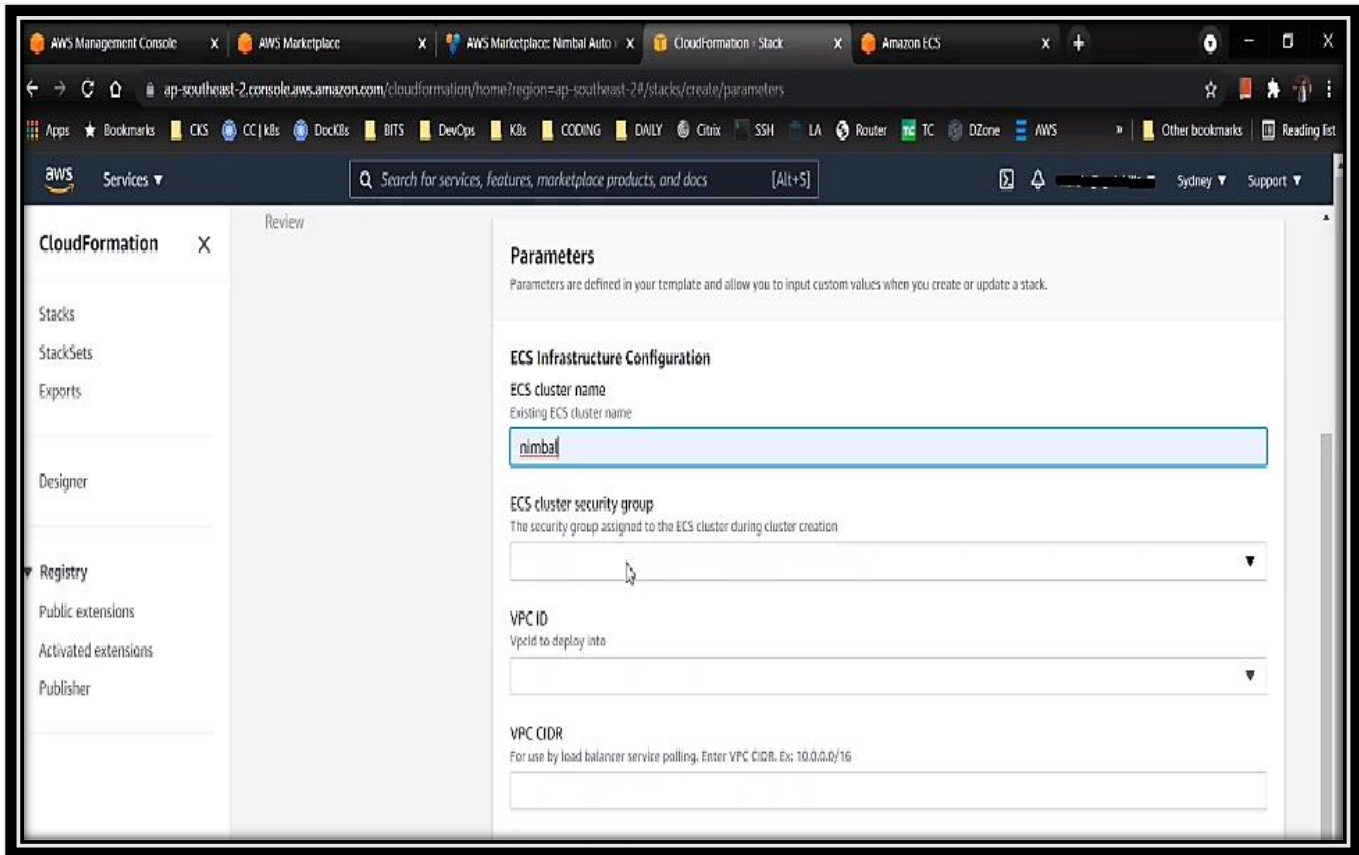 AWS Management Console X AWS Marketplace X AWS Marketplace: Nimbal Auto X CloudFormation - Stack X Amazon ECS X +
ap-southeast-2.console.aws.amazon.com/cloudformation/home?region=ap-southeast-2#/stacks/create/parameters
Apps Bookmarks CKS CC|kBs DockBs BITS DevOps KBs CODING DAILY Citrix SSH LA Router TC TC DZone AWS » Other bookmarks Reading list
aws Services ▼ Search for services, features, marketplace products, and docs [Alt+S] Sydney ▼ Support ▼
CloudFormation X
Stacks
StackSets
Exports
Designer
Registry
Public extensions
Activated extensions
Publisher
Review
Parameters
Parameters are defined in your template and allow you to input custom values when you create or update a stack.
ECS Infrastructure Configuration
ECS cluster name
Existing ECS cluster name
nimbal
ECS cluster security group
The security group assigned to the ECS cluster during cluster creation
VPC ID
VpcId to deploy into
VPC CIDR
For use by load balancer service polling. Enter VPC CIDR. Ex: 10.0.0.0/16